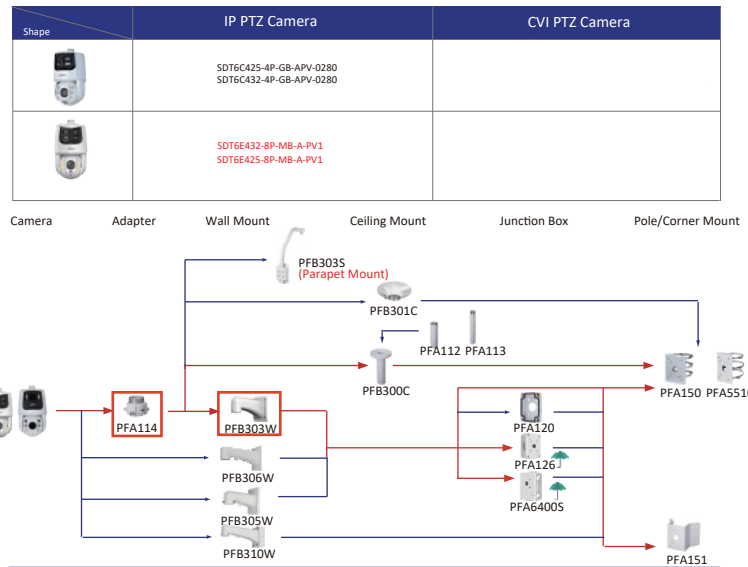 Shape
IP PTZ Camera
CVI PTZ Camera
SDT6C425-4P-GB-APV-0280
SDT6C432-4P-GB-APV-0280
SDT6E432-8P-MB-A-PV1
SDT6E425-8P-MB-A-PV1
Camera
Adapter
Wall Mount
Ceiling Mount
Junction Box
Pole/Corner Mount
PFB303S
(Parapet Mount)
PFB301C
PFA112
PFA113
PFB300C
PFA150
PFA114
PFB303W
PFA120
PFB306W
PFA126
PFB305W
PFA6400S
PFB310W
PFA151